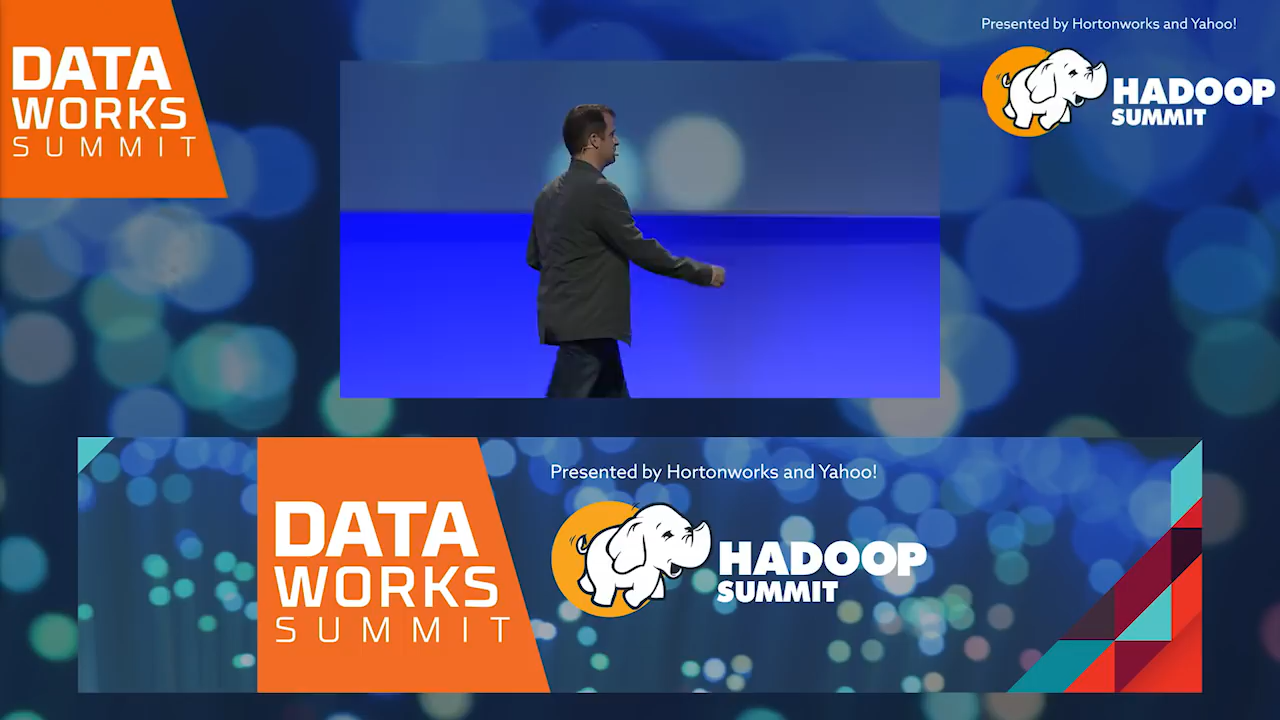 DATA
WORKS
SUMMIT
Presented by Hortonworks and Yahoo!
HADOOP
SUMMIT
Presented by Hortonworks and Yahoo!
DATA
WORKS
SUMMIT
HADOOP
SUMMIT